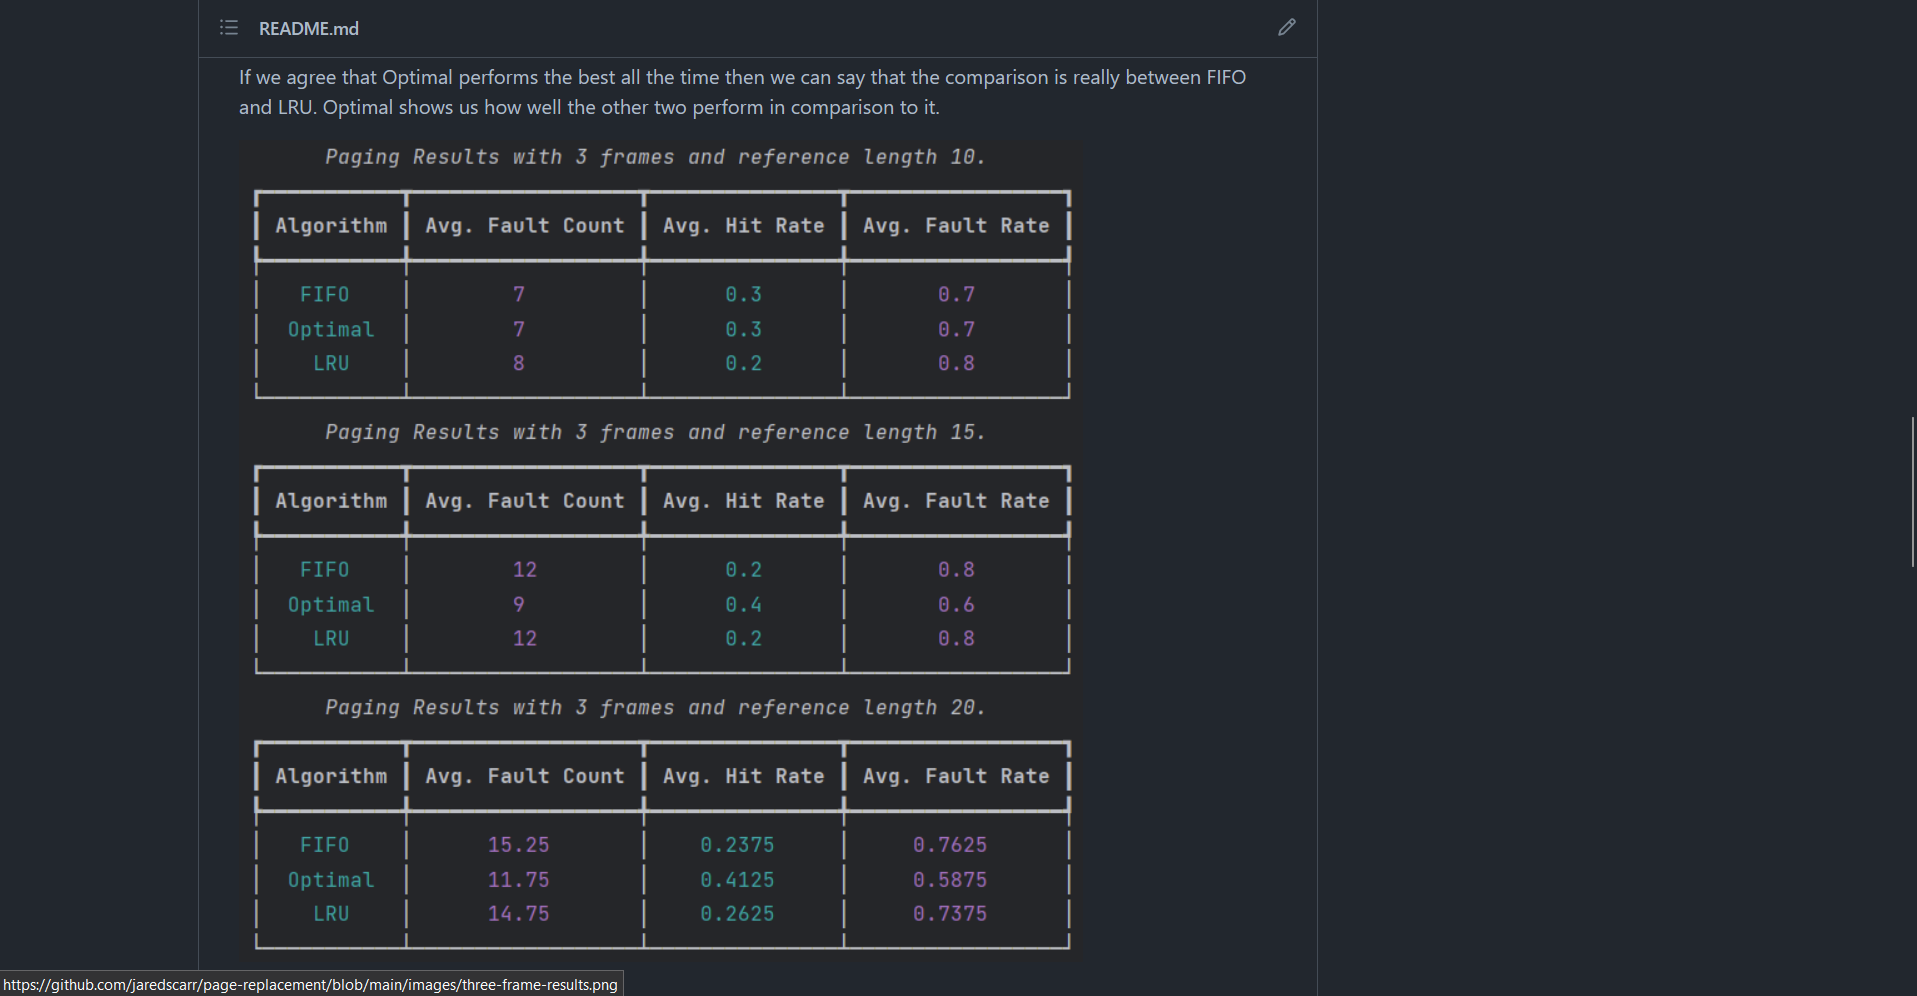 README.md
If we agree that Optimal performs the best all the time then we can say that the comparison is really between FIFO
and LRU. Optimal shows us how well the other two perform in comparison to it.
Paging Results with 3 frames and reference length 10.
Algorithm Avg. Fault Count Avg. Hit Rate Avg. Fault Rate
FIFO 7 0.3 0.7
Optimal 7 0.3 0.7
LRU 8 0.2 0.8
Paging Results with 3 frames and reference length 15.
Algorithm Avg. Fault Count Avg. Hit Rate Avg. Fault Rate
FIFO 12 0.2 0.8
Optimal 9 0.4 0.6
LRU 12 0.2 0.8
Paging Results with 3 frames and reference length 20.
Algorithm Avg. Fault Count Avg. Hit Rate Avg. Fault Rate
FIFO 15.25 0.2375 0.7625
Optimal 11.75 0.4125 0.5875
LRU 14.75 0.2625 0.7375
https://github.com/jaredscarr/page-replacement/blob/main/images/three-frame-results.png